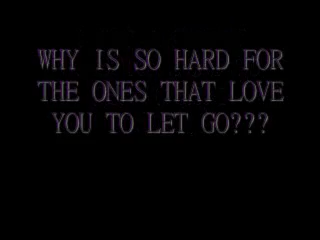 WHY IS SO HARD FOR
THE ONES THAT LOVE
YOU TO LET GO???